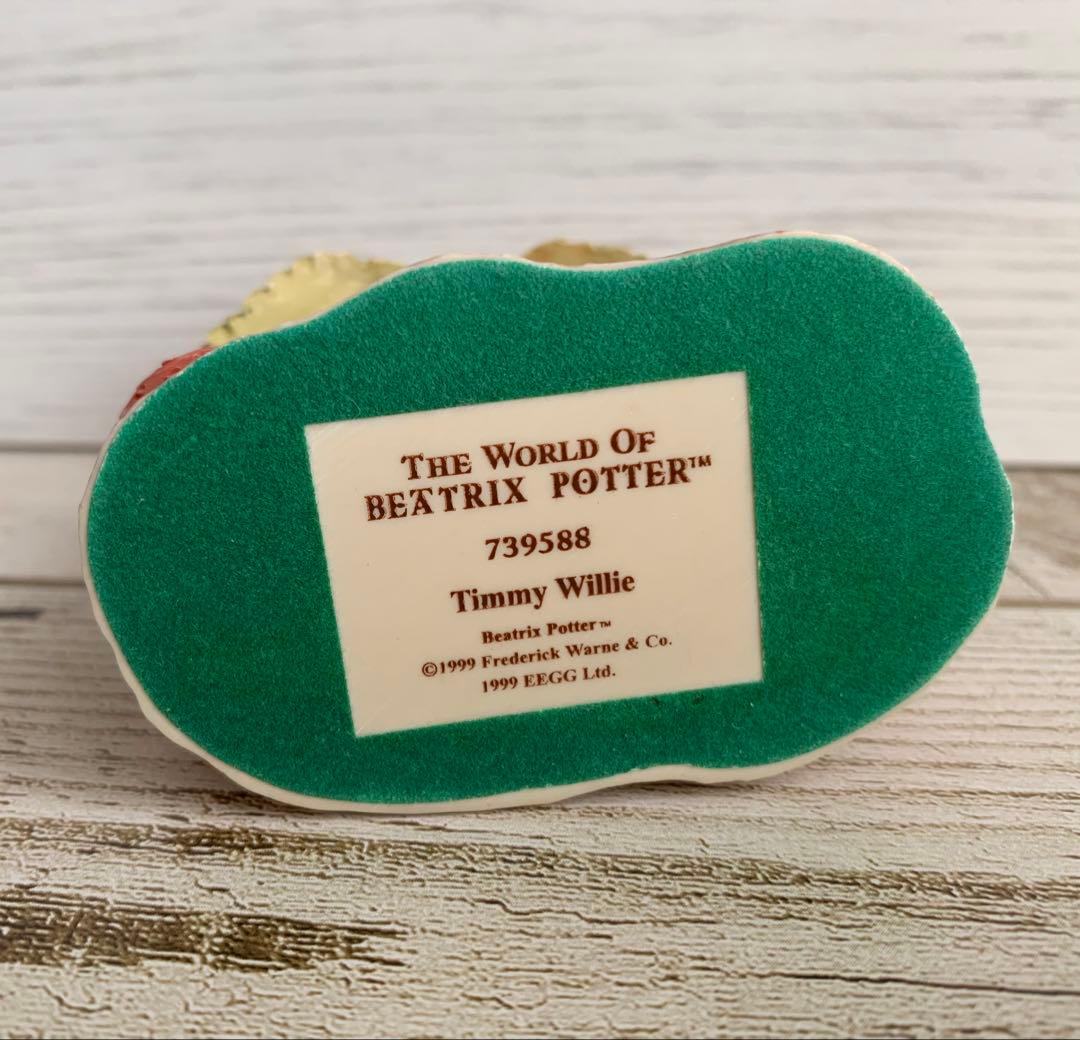 THE WORLD OF
BEATRIX POTTER™
739588
Timmy Willie
Beatrix Potter™
©1999 Frederick Warne & Co.
1999 EEGG Ltd.